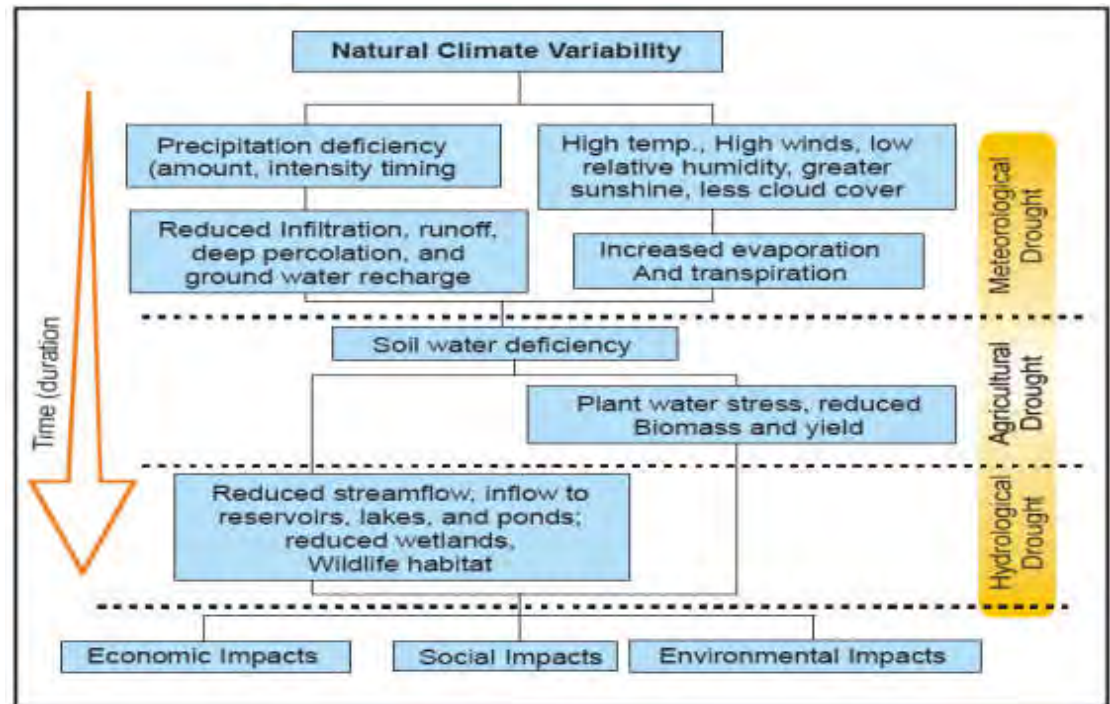 Natural Climate Variability
Precipitation deficiency
(amount, intensity timing
High temp., High winds, low
relative humidity, greater
sunshine, less cloud cover
Reduced Infiltration, runoff,
deep percolation, and
ground water recharge
Increased evaporation
And transpiration
Meteorological
Drought
Soil water deficiency
Plant water stress, reduced
Biomass and yield
Agricultural
Drought
Time (duration
Reduced streamflow, inflow to
reservoirs, lakes, and ponds;
reduced wetlands,
Wildlife habitat
Hydrological
Drought
Economic Impacts
Social Impacts
Environmental Impacts